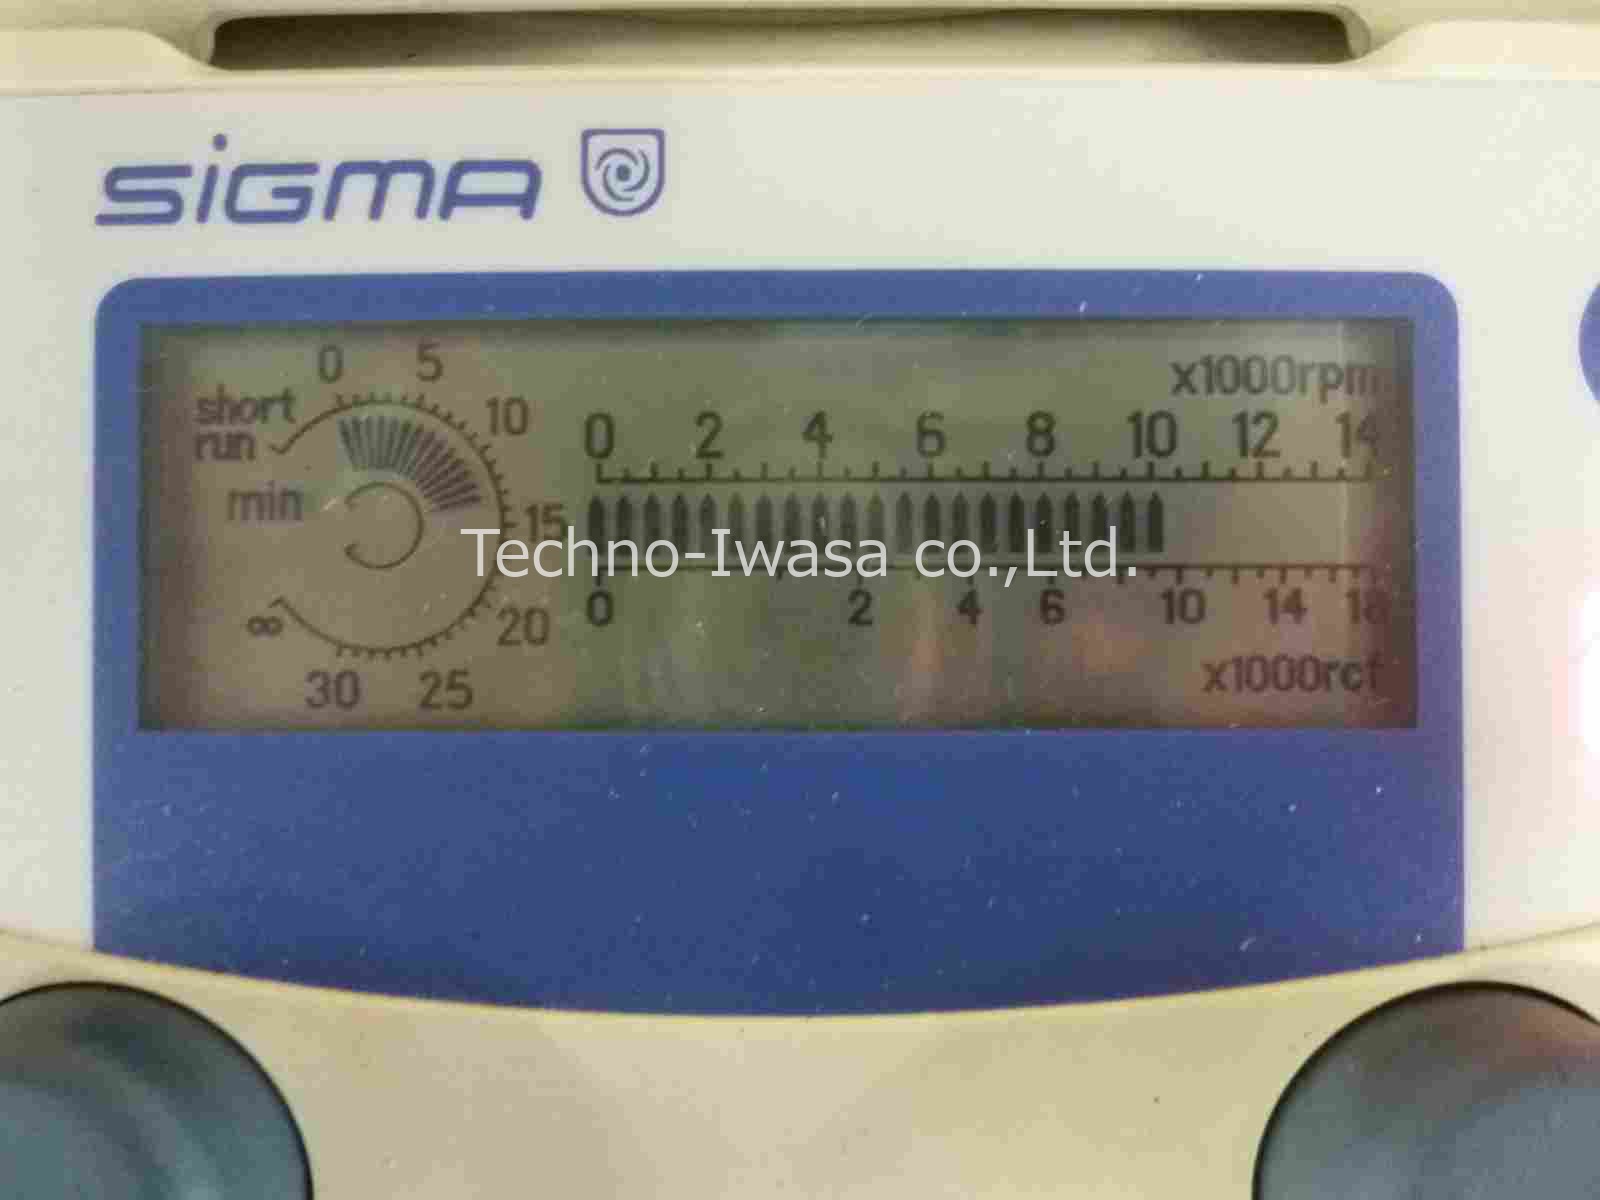 SIGMA
0 5 10 15 20 25 30 ∞
short
run
min
x1000rpm
0 2 4 6 8 10 12 14
Techno-Iwasa co.,Ltd.
0 2 4 6 10 14 18
x1000rcf